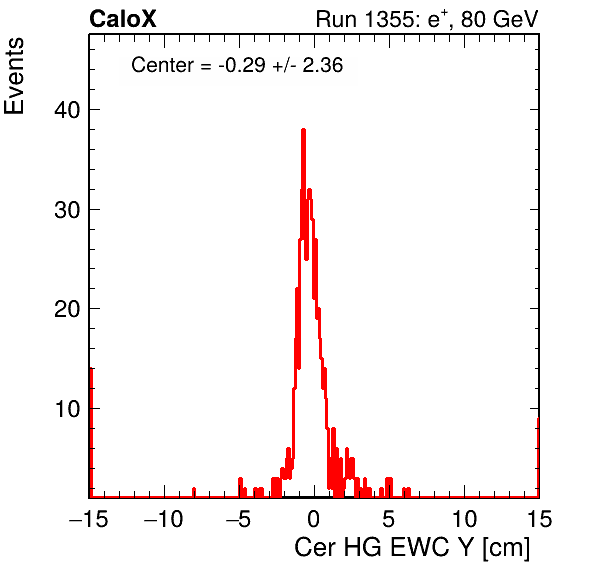 CaloX
Run 1355: e⁺, 80 GeV
Events
Center = -0.29 +/- 2.36
40
30
20
10
−15 −10 −5 0 5 10 15
Cer HG EWC Y [cm]